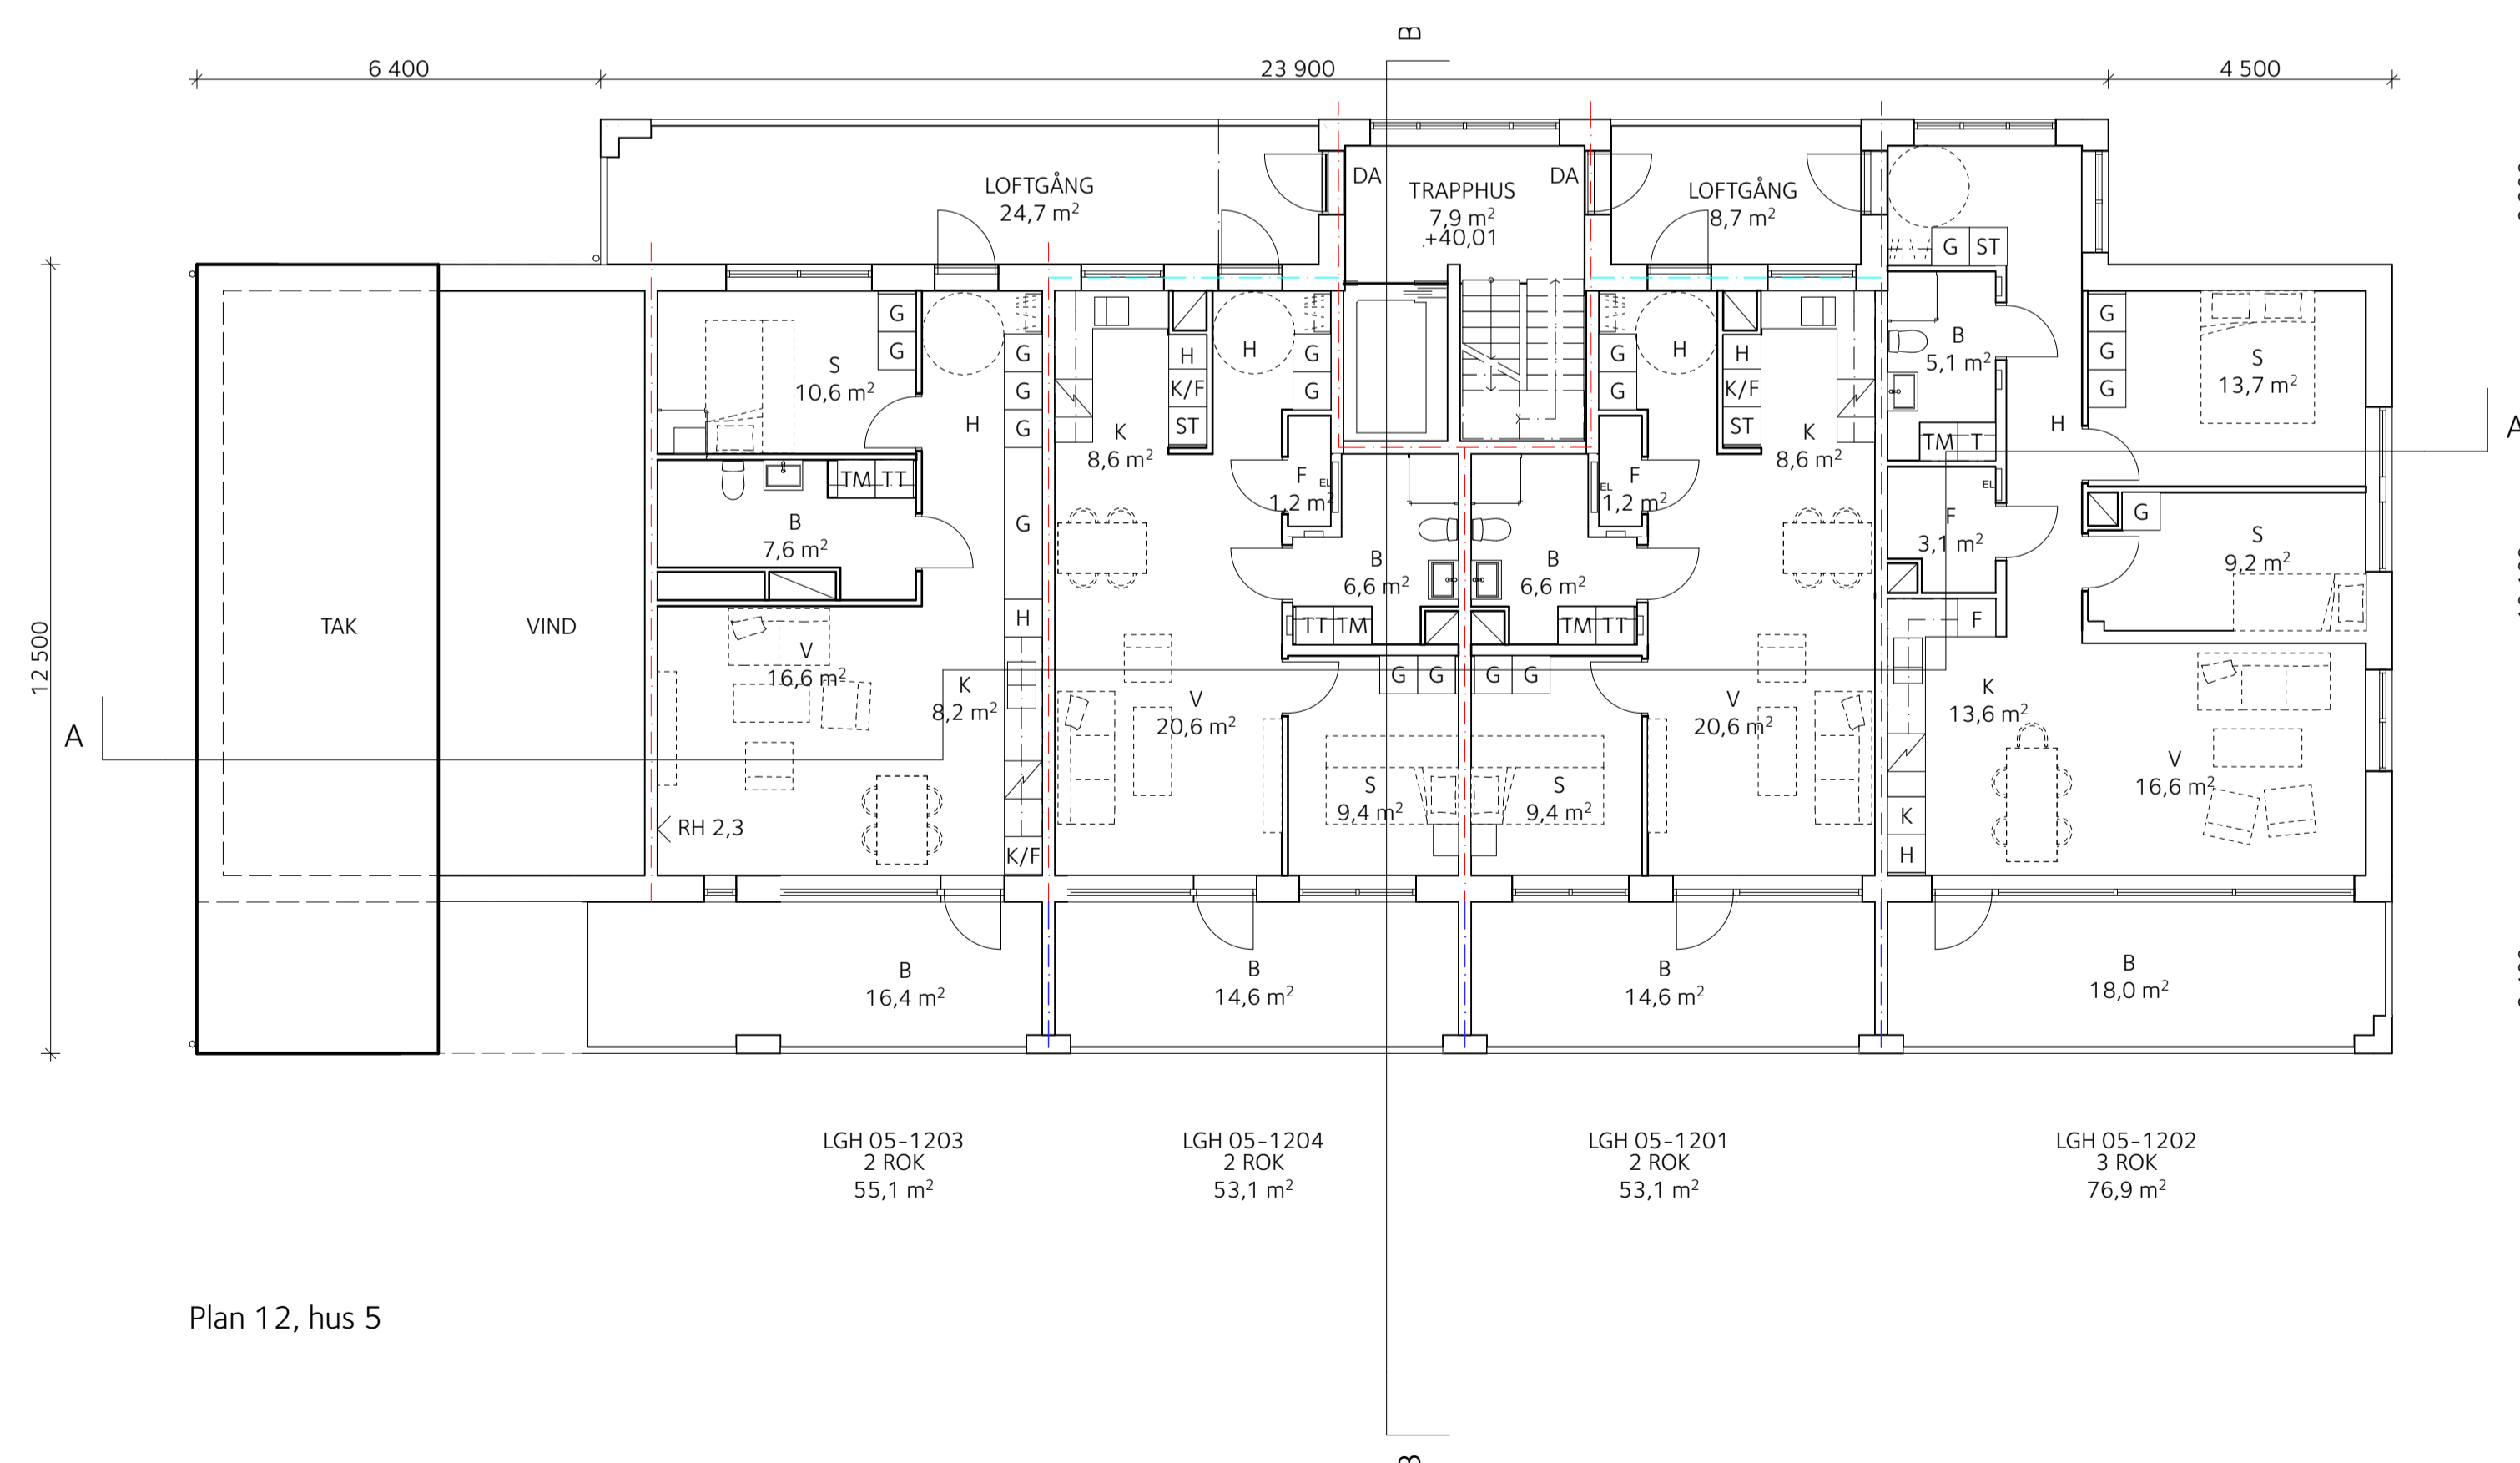 B
6 400
23 900
4 500
LOFTGÅNG
24,7 m²
DA
TRAPPHUS
7,9 m²
+40,01
DA
LOFTGÅNG
8,7 m²
G
ST
12 500
TAK
VIND
S
10,6 m²
G
G
H
G
G
G
G
TM
TT
B
7,6 m²
H
V
16,6 m²
K
8,2 m²
RH 2,3
K/F
K
8,6 m²
H
K/F
ST
H
G
G
F
1,2 m²
EL
B
6,6 m²
TT
TM
G
G
V
20,6 m²
S
9,4 m²
G
G
H
H
K/F
ST
K
8,6 m²
F
1,2 m²
EL
B
6,6 m²
TM
TT
G
G
V
20,6 m²
S
9,4 m²
B
5,1 m²
TM
T
H
G
G
G
S
13,7 m²
EL
F
3,1 m²
G
S
9,2 m²
F
K
13,6 m²
K
H
V
16,6 m²
A
A
B
16,4 m²
B
14,6 m²
B
14,6 m²
B
18,0 m²
LGH 05-1203
2 ROK
55,1 m²
LGH 05-1204
2 ROK
53,1 m²
LGH 05-1201
2 ROK
53,1 m²
LGH 05-1202
3 ROK
76,9 m²
Plan 12, hus 5
B